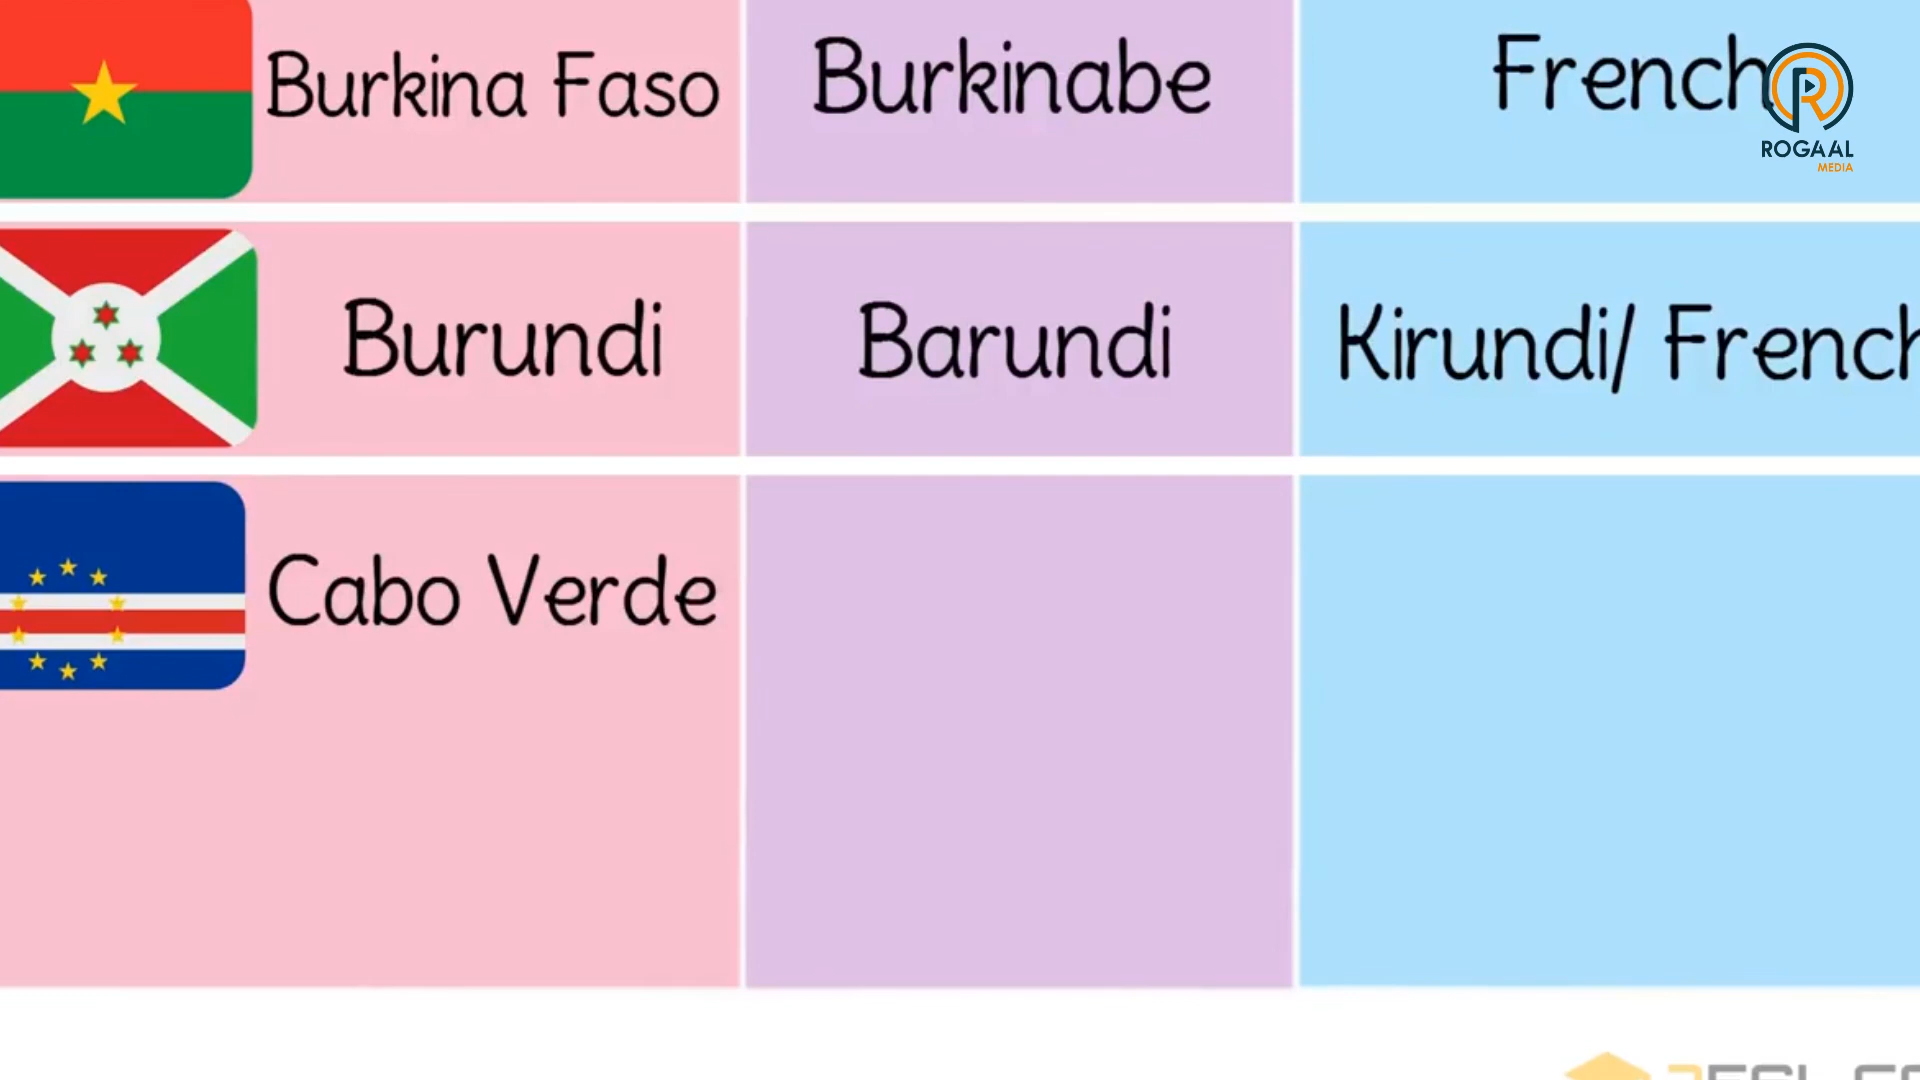 Burkina Faso Burkinabe French
ROGAAL
MEDIA
Burundi Barundi Kirundi/ French
Cabo Verde